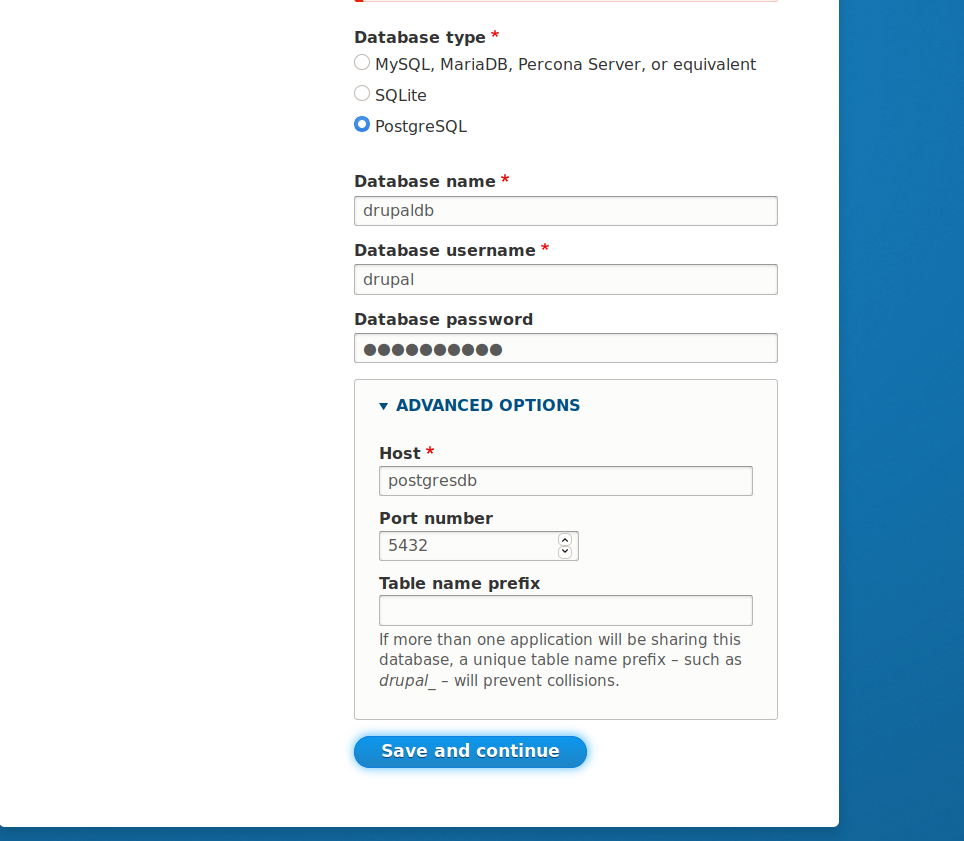 Database type *
MySQL, MariaDB, Percona Server, or equivalent
SQLite
PostgreSQL
Database name *
drupaldb
Database username *
drupal
Database password
●●●●●●●●●●
▼ ADVANCED OPTIONS
Host *
postgresdb
Port number
5432
Table name prefix
If more than one application will be sharing this
database, a unique table name prefix – such as
drupal_ – will prevent collisions.
Save and continue